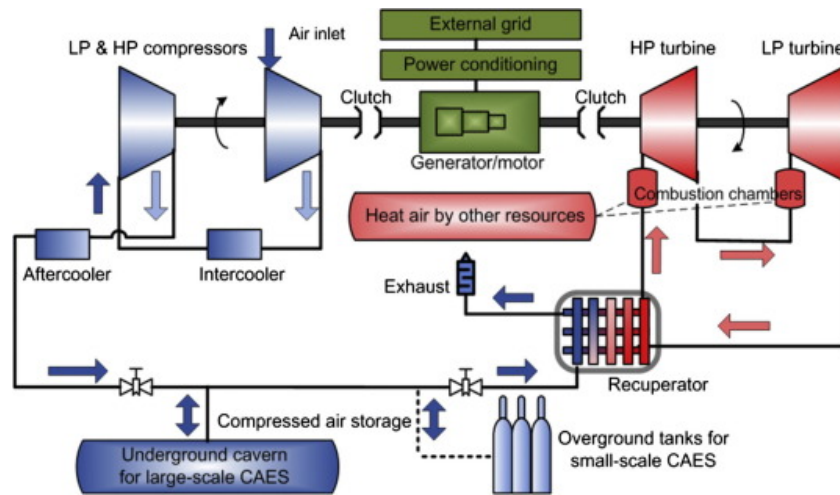 External grid
Power conditioning
LP & HP compressors
Air inlet
HP turbine
LP turbine
Clutch
Clutch
Generator/motor
Combustion chambers
Heat air by other resources
Aftercooler
Intercooler
Exhaust
Recuperator
Compressed air storage
Underground cavern
for large-scale CAES
Overground tanks for
small-scale CAES